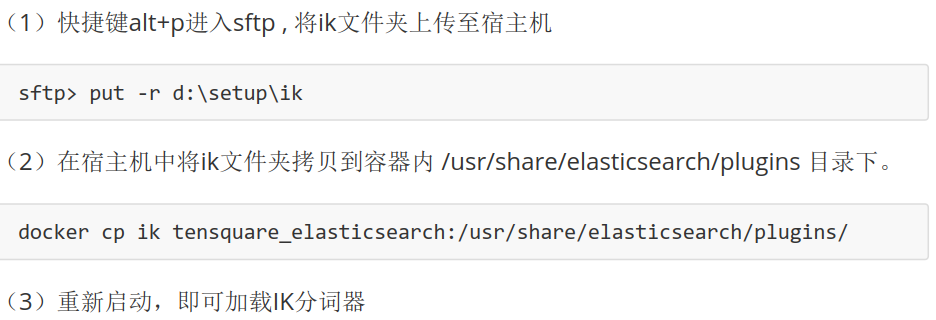 （1）快捷键alt+p进入sftp , 将ik文件夹上传至宿主机
sftp> put -r d:\setup\ik
（2）在宿主机中将ik文件夹拷贝到容器内 /usr/share/elasticsearch/plugins 目录下。
docker cp ik tensquare_elasticsearch:/usr/share/elasticsearch/plugins/
（3）重新启动，即可加载IK分词器